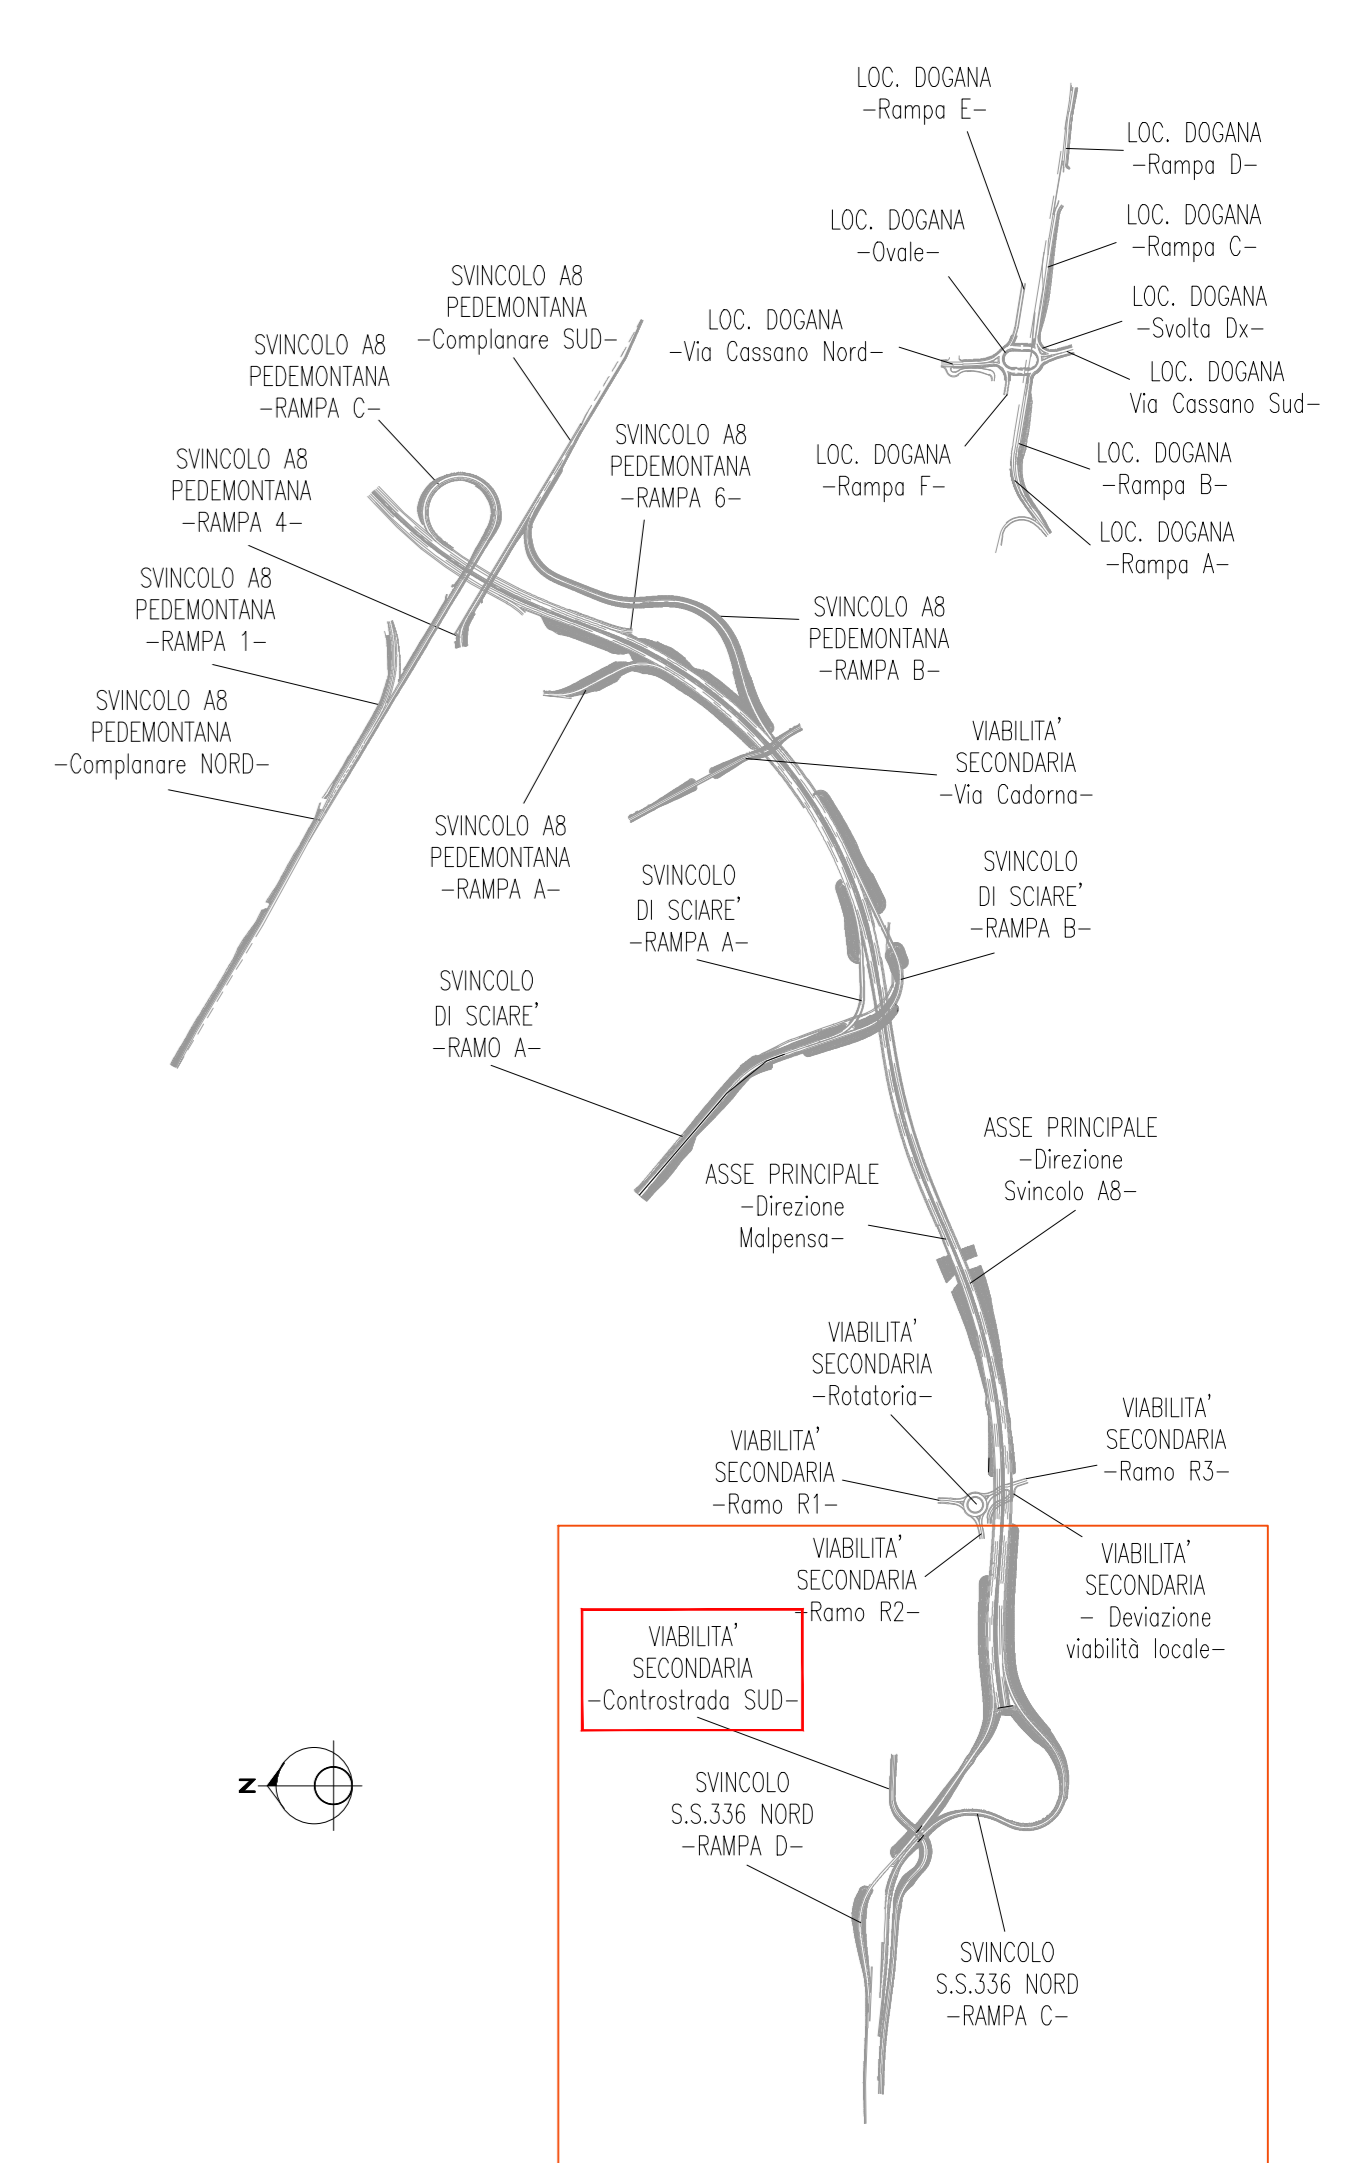 LOC. DOGANA
-Rampa E-
LOC. DOGANA
-Rampa D-
LOC. DOGANA
-Rampa C-
LOC. DOGANA
-Ovale-
SVINCOLO A8
PEDEMONTANA
-Complanare SUD-
LOC. DOGANA
-Svolta Dx-
LOC. DOGANA
-Via Cassano Nord-
SVINCOLO A8
PEDEMONTANA
-RAMPA C-
LOC. DOGANA
Via Cassano Sud-
SVINCOLO A8
PEDEMONTANA
-RAMPA 6-
SVINCOLO A8
PEDEMONTANA
-RAMPA 4-
LOC. DOGANA
-Rampa F-
LOC. DOGANA
-Rampa B-
LOC. DOGANA
-Rampa A-
SVINCOLO A8
PEDEMONTANA
-RAMPA 1-
SVINCOLO A8
PEDEMONTANA
-RAMPA B-
SVINCOLO A8
PEDEMONTANA
-Complanare NORD-
VIABILITA'
SECONDARIA
-Via Cadorna-
SVINCOLO A8
PEDEMONTANA
-RAMPA A-
SVINCOLO
DI SCIARE'
-RAMPA A-
SVINCOLO
DI SCIARE'
-RAMPA B-
SVINCOLO
DI SCIARE'
-RAMO A-
ASSE PRINCIPALE
-Direzione
Svincolo A8-
ASSE PRINCIPALE
-Direzione
Malpensa-
VIABILITA'
SECONDARIA
-Rotatoria-
VIABILITA'
SECONDARIA
-Ramo R3-
VIABILITA'
SECONDARIA
-Ramo R1-
VIABILITA'
SECONDARIA
-Ramo R2-
VIABILITA'
SECONDARIA
- Deviazione
viabilità locale-
VIABILITA'
SECONDARIA
-Controstrada SUD-
N
SVINCOLO
S.S.336 NORD
-RAMPA D-
SVINCOLO
S.S.336 NORD
-RAMPA C-